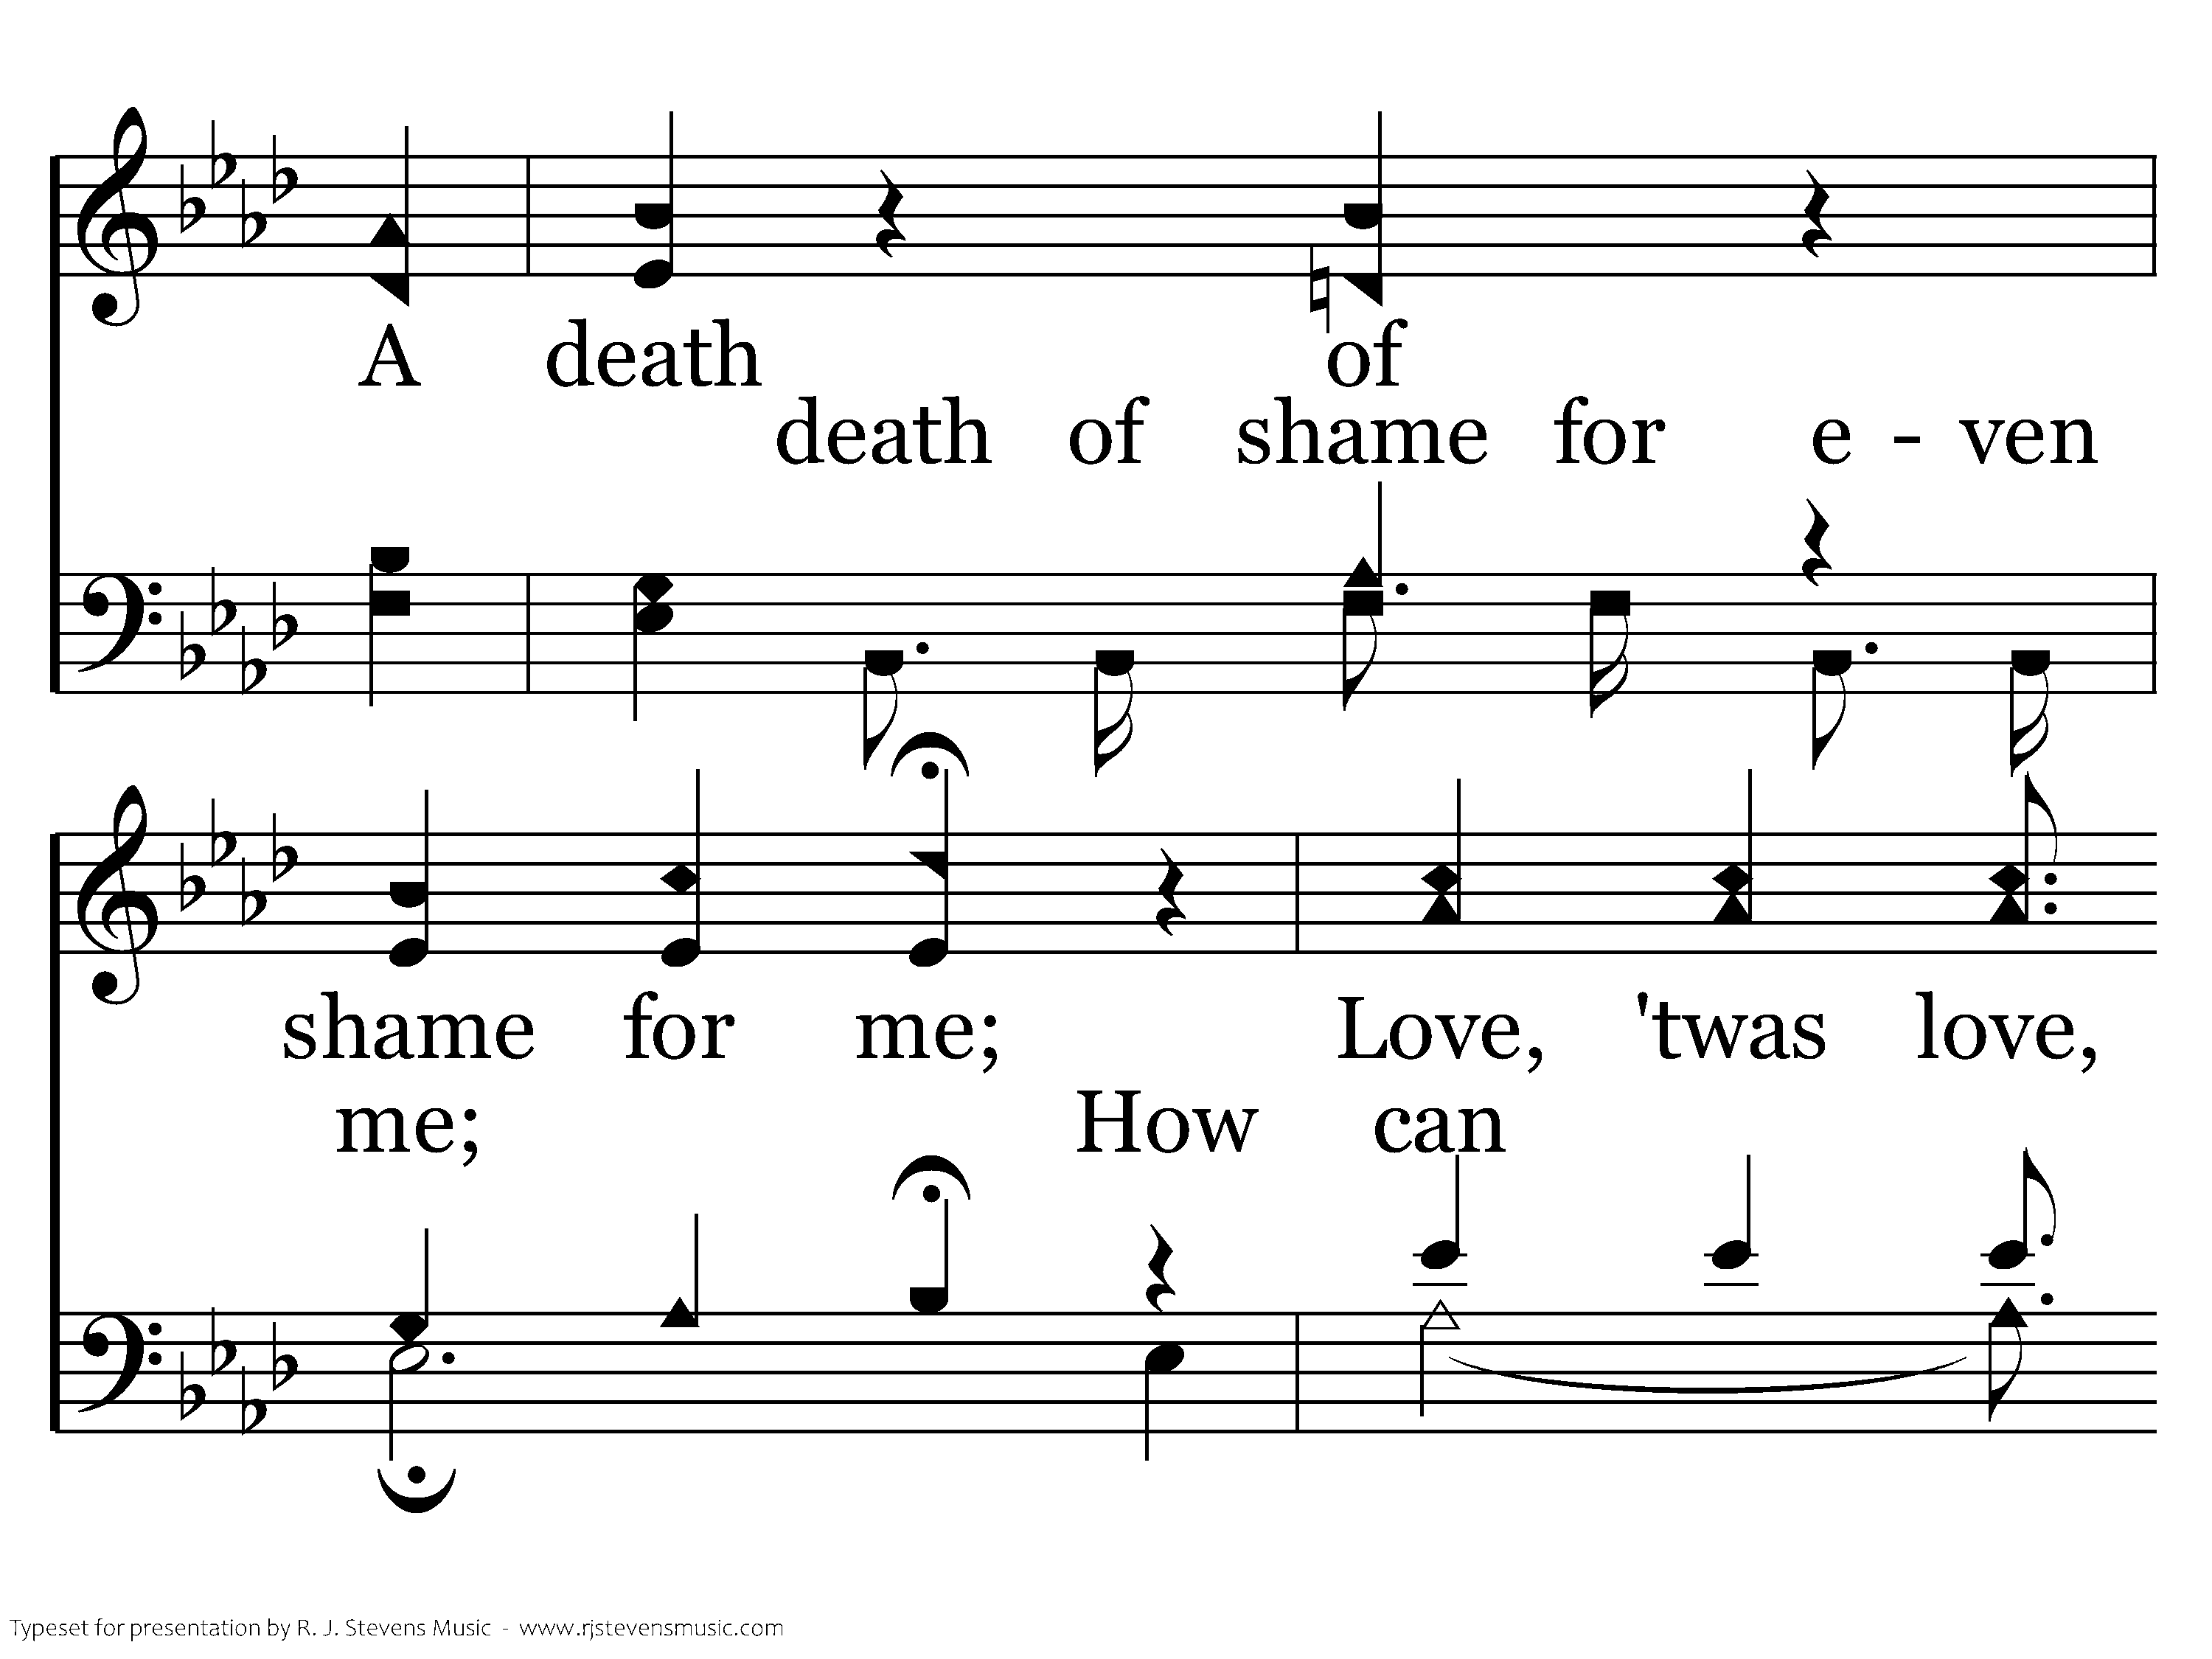 A death of
death of shame for e - ven
shame for me; Love, 'twas love,
me; How can
Typeset for presentation by R. J. Stevens Music - www.rjstevensmusic.com